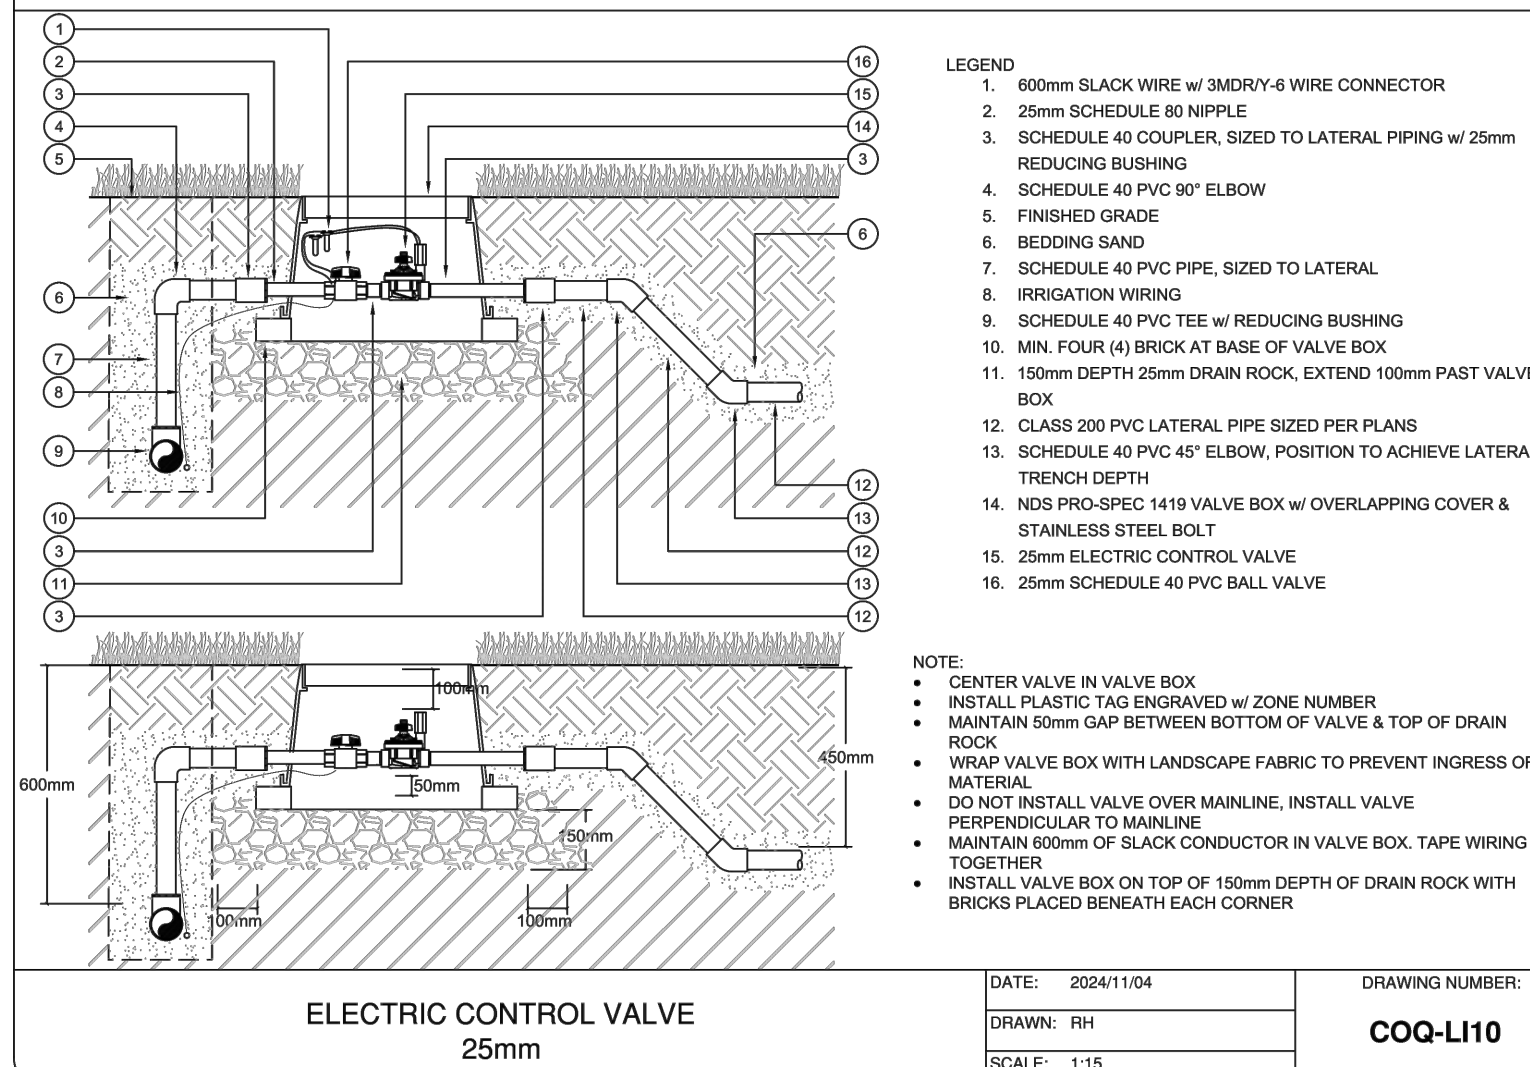 1
2
3
4
5
6
7
8
9
10
3
11
3
16
15
14
3
6
12
13
12
13
12
LEGEND
1. 600mm SLACK WIRE w/ 3MDR/Y-6 WIRE CONNECTOR
2. 25mm SCHEDULE 80 NIPPLE
3. SCHEDULE 40 COUPLER, SIZED TO LATERAL PIPING w/ 25mm
REDUCING BUSHING
4. SCHEDULE 40 PVC 90° ELBOW
5. FINISHED GRADE
6. BEDDING SAND
7. SCHEDULE 40 PVC PIPE, SIZED TO LATERAL
8. IRRIGATION WIRING
9. SCHEDULE 40 PVC TEE w/ REDUCING BUSHING
10. MIN. FOUR (4) BRICK AT BASE OF VALVE BOX
11. 150mm DEPTH 25mm DRAIN ROCK, EXTEND 100mm PAST VALVE
BOX
12. CLASS 200 PVC LATERAL PIPE SIZED PER PLANS
13. SCHEDULE 40 PVC 45° ELBOW, POSITION TO ACHIEVE LATERA
TRENCH DEPTH
14. NDS PRO-SPEC 1419 VALVE BOX w/ OVERLAPPING COVER &
STAINLESS STEEL BOLT
15. 25mm ELECTRIC CONTROL VALVE
16. 25mm SCHEDULE 40 PVC BALL VALVE
600mm
100mm
50mm
150mm
450mm
100mm
100mm
NOTE:
• CENTER VALVE IN VALVE BOX
• INSTALL PLASTIC TAG ENGRAVED w/ ZONE NUMBER
• MAINTAIN 50mm GAP BETWEEN BOTTOM OF VALVE & TOP OF DRAIN
ROCK
• WRAP VALVE BOX WITH LANDSCAPE FABRIC TO PREVENT INGRESS OF
MATERIAL
• DO NOT INSTALL VALVE OVER MAINLINE, INSTALL VALVE
PERPENDICULAR TO MAINLINE
• MAINTAIN 600mm OF SLACK CONDUCTOR IN VALVE BOX. TAPE WIRING
TOGETHER
• INSTALL VALVE BOX ON TOP OF 150mm DEPTH OF DRAIN ROCK WITH
BRICKS PLACED BENEATH EACH CORNER
ELECTRIC CONTROL VALVE
25mm
DATE: 2024/11/04
DRAWN: RH
SCALE: 1:15
DRAWING NUMBER:
COQ-LI10